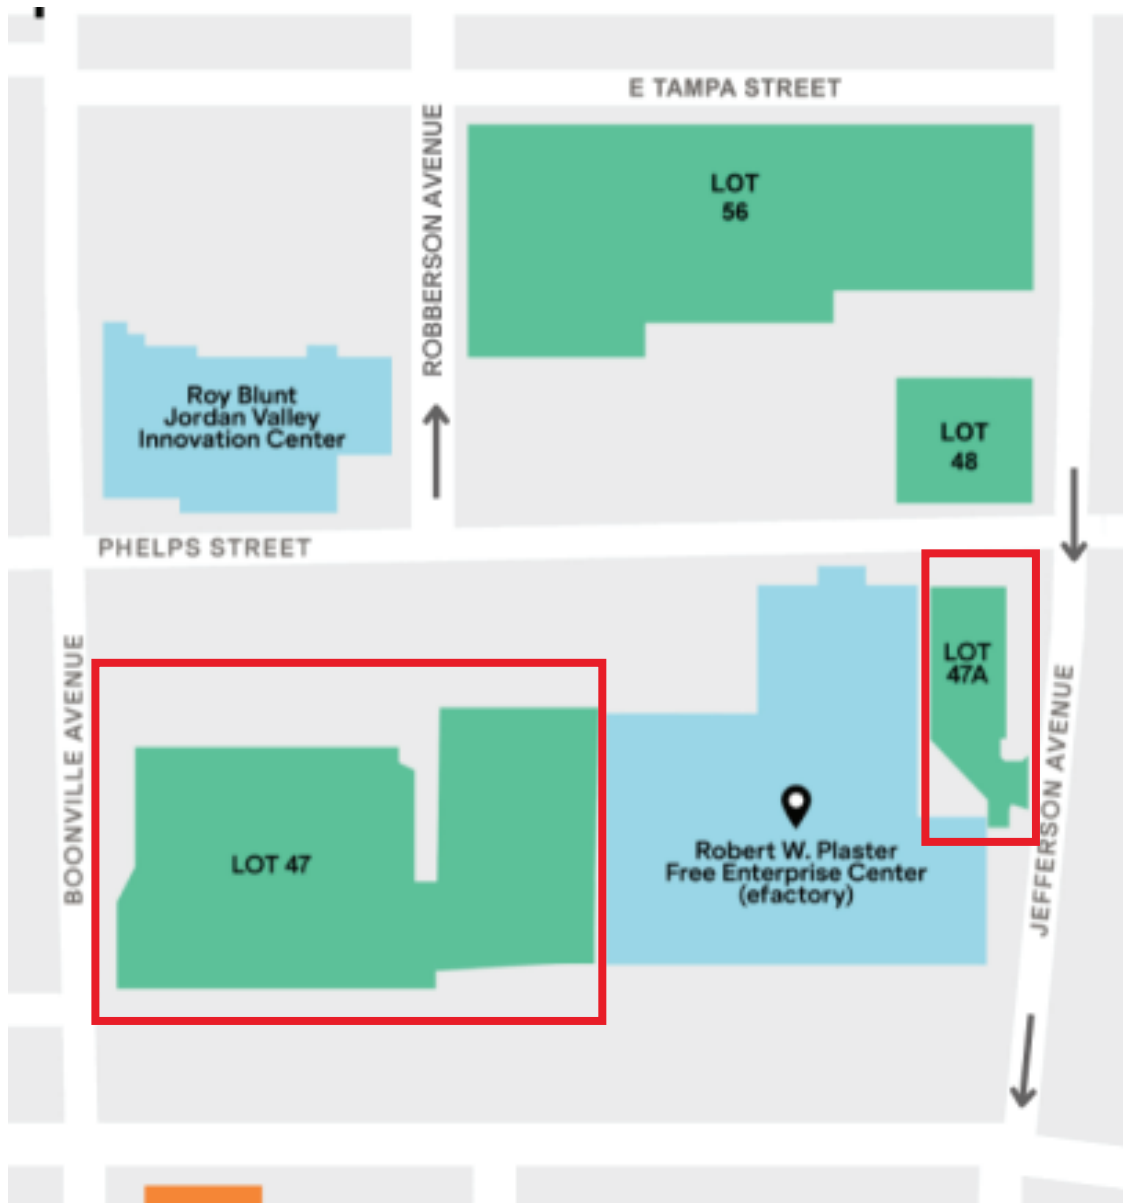 E TAMPA STREET
ROBBERSON AVENUE
LOT
56
Roy Blunt
Jordan Valley
Innovation Center
LOT
48
PHELPS STREET
BOONVILLE AVENUE
LOT
47A
LOT 47
Robert W. Plaster
Free Enterprise Center
(efactory)
JEFFERSON AVENUE